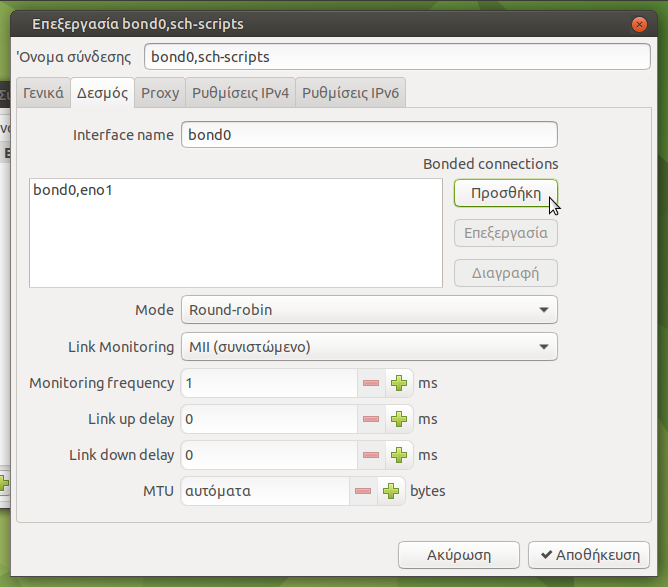 Επεξεργασία bond0,sch-scripts
Όνομα σύνδεσης bond0,sch-scripts
Γενικά Δεσμός Proxy Ρυθμίσεις IPv4 Ρυθμίσεις IPv6
Interface name bond0
Bonded connections
bond0,eno1 Προσθήκη
Επεξεργασία
Διαγραφή
Mode Round-robin
Link Monitoring MII (συνιστώμενο)
Monitoring frequency 1 ms
Link up delay 0 ms
Link down delay 0 ms
MTU αυτόματα bytes
Ακύρωση Αποθήκευση